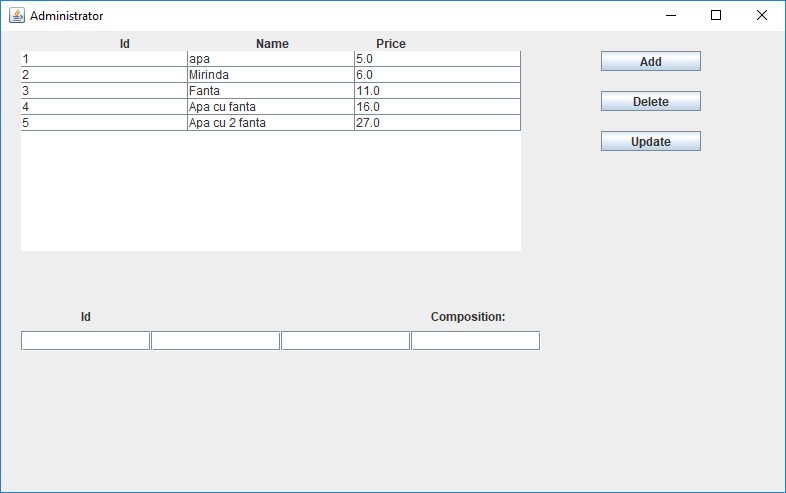 Administrator
Id Name Price
1 apa 5.0
2 Mirinda 6.0
3 Fanta 11.0
4 Apa cu fanta 16.0
5 Apa cu 2 fanta 27.0
Add
Delete
Update
Id Composition: